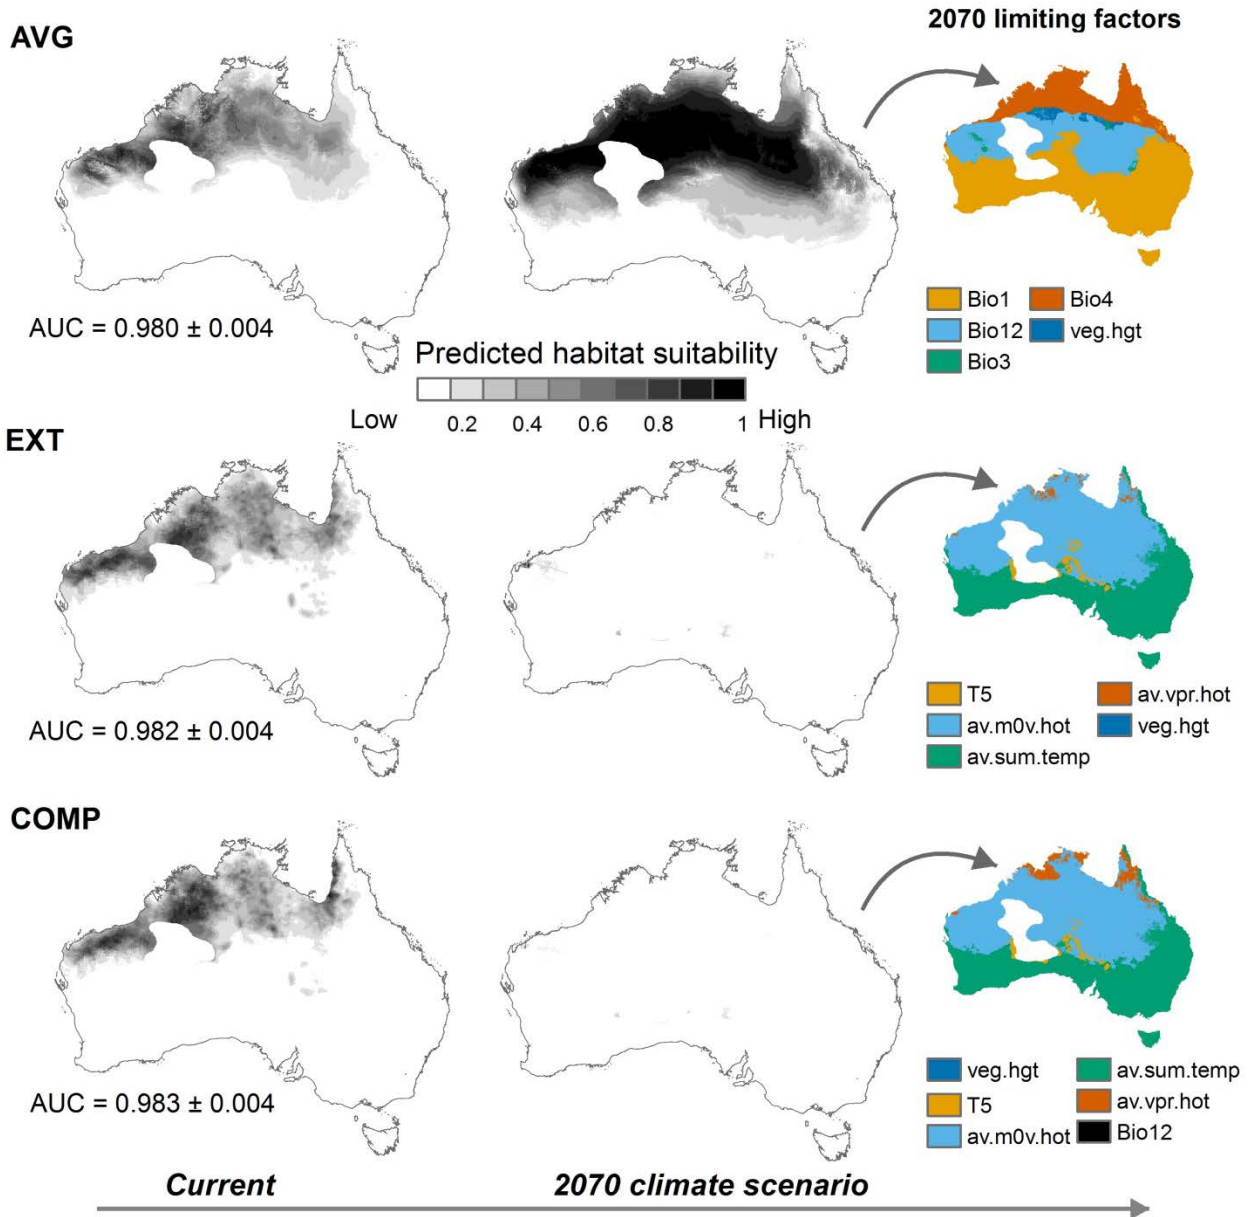 2070 limiting factors
AVG
AUC = 0.980 ± 0.004
Bio1 Bio4
Bio12 veg.hgt
Bio3
Predicted habitat suitability
Low 0.2 0.4 0.6 0.8 1 High
EXT
AUC = 0.982 ± 0.004
T5 av.vpr.hot
av.m0v.hot veg.hgt
av.sum.temp
COMP
AUC = 0.983 ± 0.004
veg.hgt av.sum.temp
T5 av.vpr.hot
av.m0v.hot Bio12
Current 2070 climate scenario